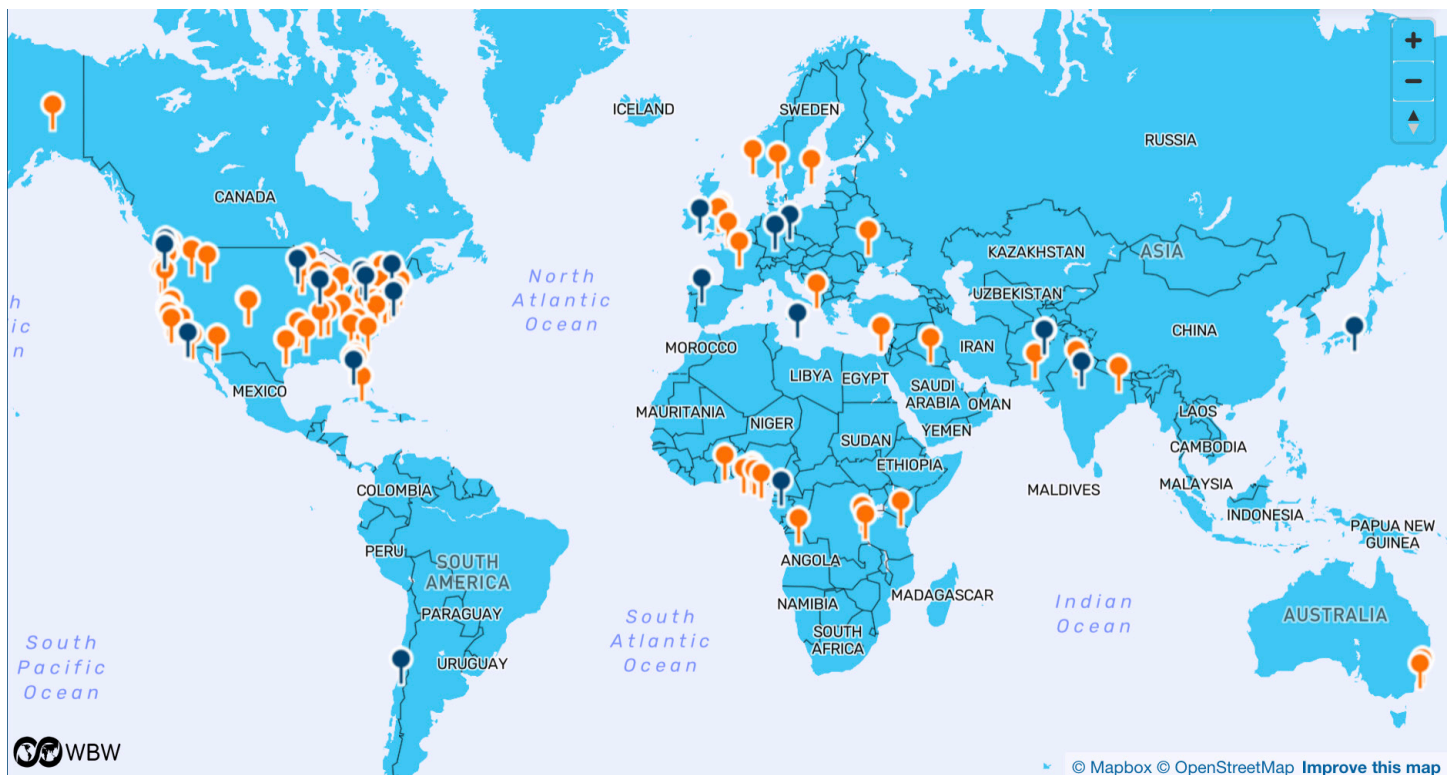 +
−
ICELAND
SWEDEN
RUSSIA
CANADA
KAZAKHSTAN
ASIA
North
Atlantic
Ocean
UZBEKISTAN
h
ic
n
CHINA
MOROCCO
IRAN
LIBYA
EGYPT
SAUDI
ARABIA
OMAN
MEXICO
MAURITANIA
NIGER
YEMEN
LAOS
SUDAN
CAMBODIA
ETHIOPIA
COLOMBIA
MALDIVES
MALAYSIA
INDONESIA
PAPUA NEW
GUINEA
PERU
SOUTH
AMERICA
ANGOLA
MADAGASCAR
NAMIBIA
Indian
Ocean
PARAGUAY
AUSTRALIA
South
Atlantic
Ocean
SOUTH
AFRICA
South
Pacific
Ocean
URUGUAY
WBW
© Mapbox © OpenStreetMap Improve this map